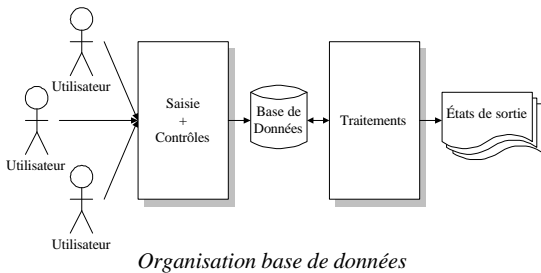 Utilisateur
Utilisateur
Utilisateur
Saisie
+
Contrôles
Base de
Données
Traitements
États de sortie
Organisation base de données